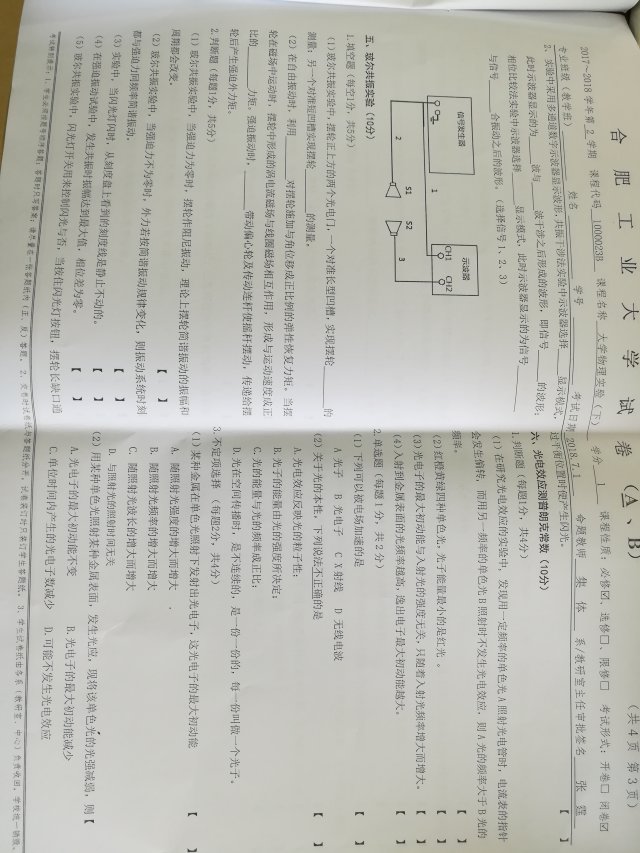 合 肥 工 业 大 学 试 卷 (A、B)
(共 4 页 第 3 页)
2017~2018 学年第 2 学期 课程代码 1000023B 课程名称 大学物理实验(下) 学分 1 课程性质:必修☑、选修□、限修□ 考试形式:开卷□ 闭卷☑
专业班级(教学班) 姓名 学号 考试日期 2018.7.1 命题教师 集 体 系/教研室主任审批签名 张 霆
2、实验中采用多通道数字示波器显示波形,共振干涉法实验中示波器选择______显示模式,
此时示波器显示的为______波与______波干涉之后形成的波形,即信号______的波形;
相位比较法实验中示波器选择______显示模式,此时示波器显示的为信号______
与信号______合振动之后的波形。(选择信号 1、2、3)
信号发生器
示波器
CH1 CH2
1
S1 S2
2
3
五、玻尔共振实验(10分)
1.填空题(每空1分,共5分)
(1)玻尔共振实验中,摆轮正上方的两个光电门,一个对准长型凹槽,实现摆轮______的
测量;另一个对准短凹槽实现摆轮______的测量。
(2)在自由振动时,利用______对摆轮施加与角位移成正比例的弹性恢复力矩。当摆
轮在磁场中运动时,摆轮中形成的涡电流磁场与线圈磁场相互作用,形成与运动速度成正
比的______力矩。强迫振动时,______带动偏心轮及传动连杆使摇杆摆动,传递给摆
轮后产生强迫外力矩。
2.判断题(每题1分,共5分)
(1)玻尔共振实验中,当强迫力为零时,摆轮作阻尼振动,理论上摆轮简谐振动的振幅和
周期都会改变。 【 】
(2)玻尔共振实验中,当强迫力不为零时,外力若按简谐振动规律变化,则振动系统时刻
都与强迫力同频率简谐振动。 【 】
(3)实验中,当闪光灯闪时,从刻度盘上看到的刻度线是静止不动的。 【 】
(4)在强迫振动试验中,发生共振时振幅达到最大值,相位差为零。 【 】
(5)玻尔共振实验中,闪光灯开关用来控制闪光与否,当按住闪光灯按钮,摆轮长缺口通
过平衡位置时便产生闪光。 【 】
六、光电效应测普朗克常数(10分)
1.判断题(每题1分,共4分)
(1)在研究光电效应的实验中,发现用一定频率的单色光 A 照射光电管时,电流表的指针
会发生偏转,而用另一频率的单色光 B 照射时不发生光电效应,则 A 光的频率大于 B 光的
频率。 【 】
(2)红橙黄绿四种单色光,光子能量最小的是红光 。 【 】
(3)光电子的最大初动能与入射光的强度无关,只随着入射光频率增大而增大。 【 】
(4)入射到金属表面的光频率越高,逸出电子最大初动能越大。 【 】
2.单选题(每题 1 分,共 2 分)
(1)下列可以被电场加速的是 【 】
A 光子 B 光电子 C X 射线 D 无线电波
(2)关于光的本性,下列说法不正确的是 【 】
A.光电效应反映光的粒子性;
B.光子的能量由光的强度所决定;
C.光的能量与光的频率成正比;
D.光在空间传播时,是不连续的,是一份一份的,每一份叫做一个光子。
3.不定项选择 (每题2分,共4分)
(1)某种金属在单色光照射下发射出光电子,这光电子的最大初动能 【 】
A. 随照射光强度的增大而增大
B. 随照射光频率的增大而增大
C. 随照射光波长的增大而增大
D. 与照射光的照射时间无关
(2)用某种单色光照射某种金属表面,发生光应,现将该单色光的光强减弱,则【
A.光电子的最大初动能不变 B.光电子的最大初动能减少
C.单位时间内产生的光电子数减少 D.可能不发生光电效应
考试特别提示:1、学生必须按题号顺序答题;答题时只写答案;请尽量在一张答题纸内(正、反)答题。 2、交卷时试卷纸与答题纸分开,试卷装订时只装订学生答题纸。 3、学生试卷纸由各系(教研室、中心)负责收回,学校统一销毁。